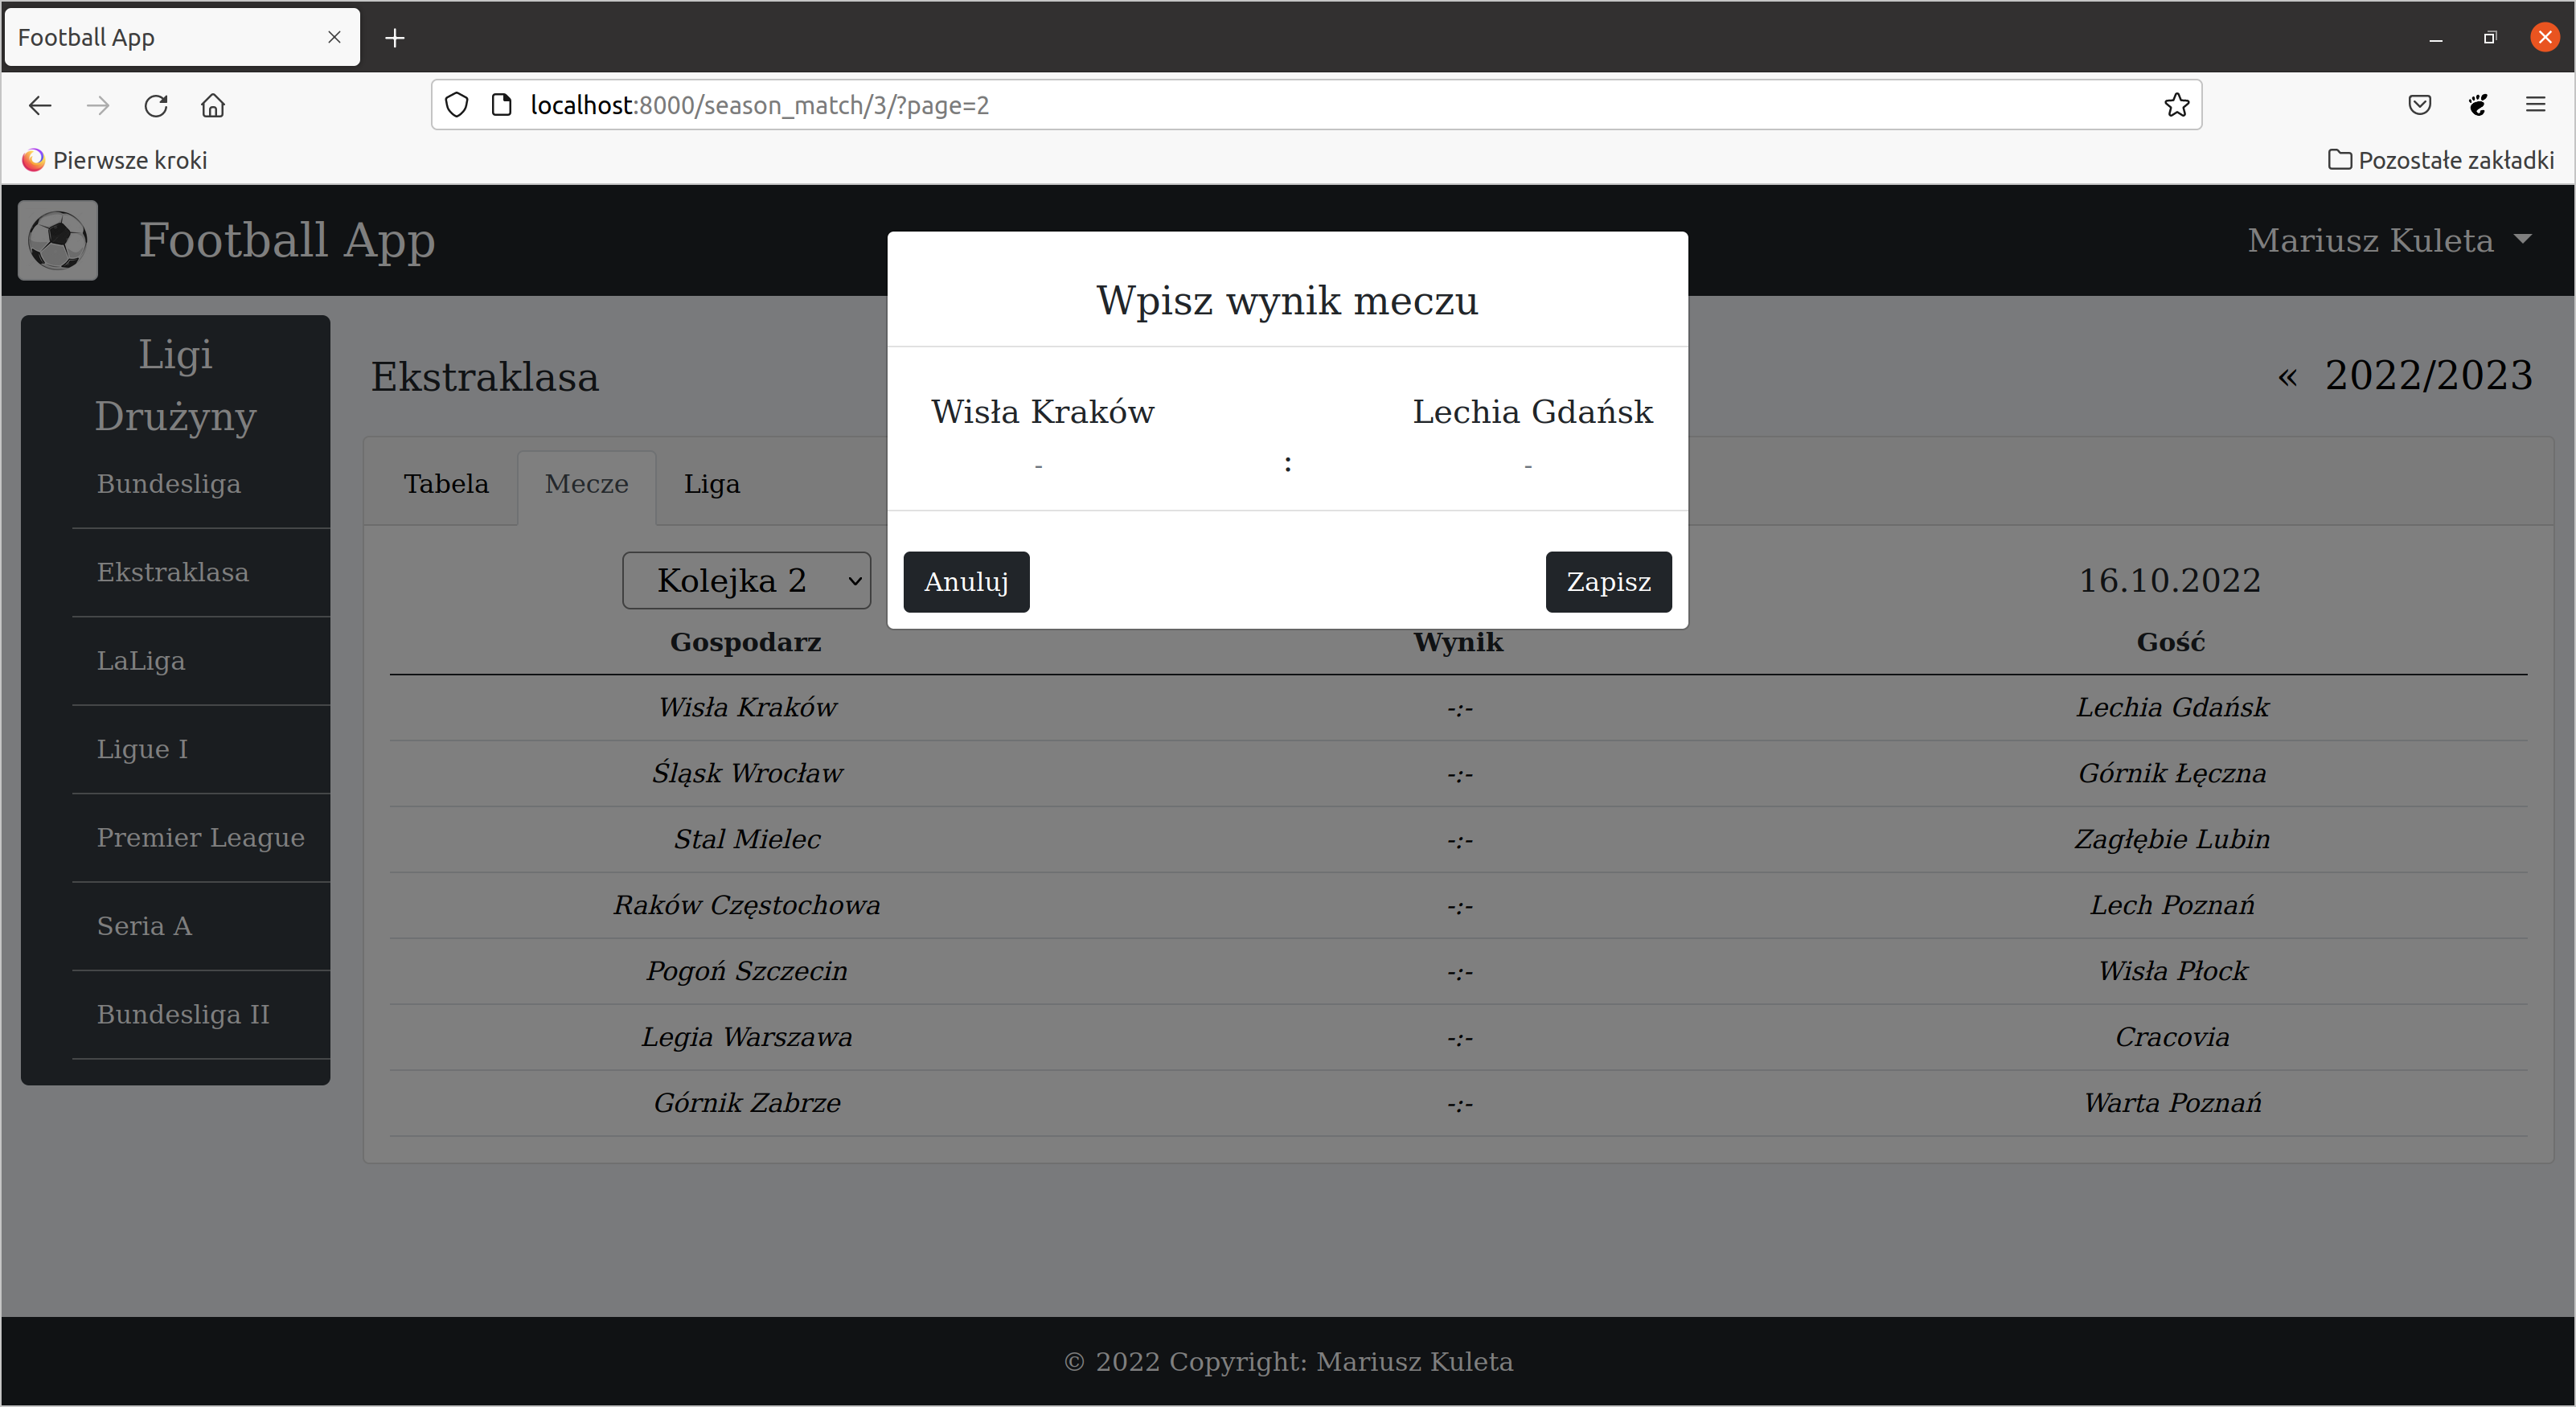 Football App
localhost:8000/season_match/3/?page=2
Pierwsze kroki
Pozostałe zakładki
Football App
Mariusz Kuleta
Ligi
Drużyny
Bundesliga
Ekstraklasa
LaLiga
Ligue I
Premier League
Seria A
Bundesliga II
Wpisz wynik meczu
Wisła Kraków Lechia Gdańsk
- : -
Anuluj Zapisz
Ekstraklasa « 2022/2023
Tabela Mecze Liga
Kolejka 2 16.10.2022
Gospodarz Wynik Gość
Wisła Kraków -:- Lechia Gdańsk
Śląsk Wrocław -:- Górnik Łęczna
Stal Mielec -:- Zagłębie Lubin
Raków Częstochowa -:- Lech Poznań
Pogoń Szczecin -:- Wisła Płock
Legia Warszawa -:- Cracovia
Górnik Zabrze -:- Warta Poznań
© 2022 Copyright: Mariusz Kuleta